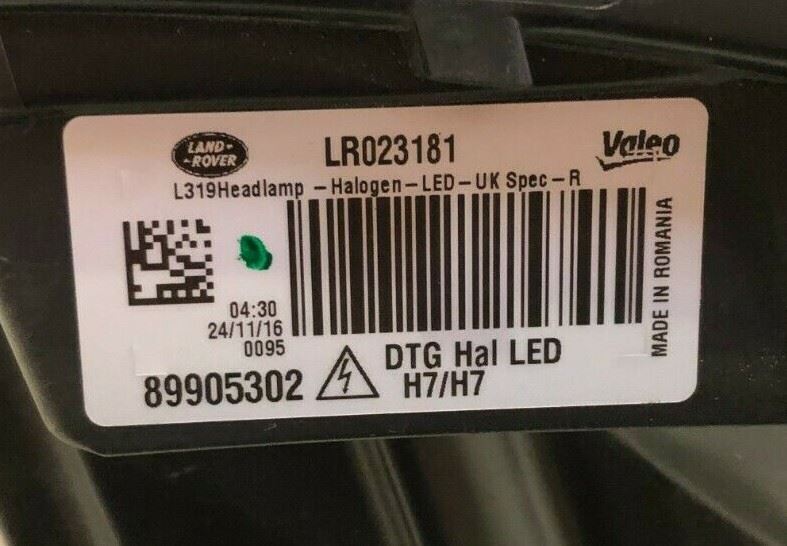 LAND-
-ROVER
LR023181
Valeo
L319Headlamp -Halogen-LED-UK Spec-R
04:30
24/11/16
0095
MADE IN ROMANIA
89905302
DTG Hal LED
H7/H7